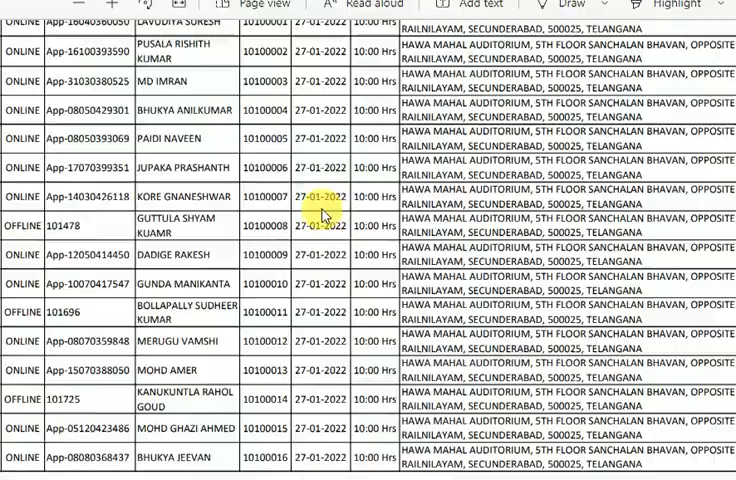 Page view Read aloud Add text Draw Highlight
ONLINE App-16040360050 LAVUDIYA SURESH 10100001 27-01-2022 10:00 Hrs
RAILNILAYAM, SECUNDERABAD, 500025, TELANGANA
ONLINE App-16100393590 PUSALA RISHITH KUMAR 10100002 27-01-2022 10:00 Hrs HAWA MAHAL AUDITORIUM, 5TH FLOOR SANCHALAN BHAVAN, OPPOSITE
RAILNILAYAM, SECUNDERABAD, 500025, TELANGANA
ONLINE App-31030380525 MD IMRAN 10100003 27-01-2022 10:00 Hrs HAWA MAHAL AUDITORIUM, 5TH FLOOR SANCHALAN BHAVAN, OPPOSITE
RAILNILAYAM, SECUNDERABAD, 500025, TELANGANA
ONLINE App-08050429301 BHUKYA ANILKUMAR 10100004 27-01-2022 10:00 Hrs HAWA MAHAL AUDITORIUM, 5TH FLOOR SANCHALAN BHAVAN, OPPOSITE
RAILNILAYAM, SECUNDERABAD, 500025, TELANGANA
ONLINE App-08050393069 PAIDI NAVEEN 10100005 27-01-2022 10:00 Hrs HAWA MAHAL AUDITORIUM, 5TH FLOOR SANCHALAN BHAVAN, OPPOSITE
RAILNILAYAM, SECUNDERABAD, 500025, TELANGANA
ONLINE App-17070399351 JUPAKA PRASHANTH 10100006 27-01-2022 10:00 Hrs HAWA MAHAL AUDITORIUM, 5TH FLOOR SANCHALAN BHAVAN, OPPOSITE
RAILNILAYAM, SECUNDERABAD, 500025, TELANGANA
ONLINE App-14030426118 KORE GNANESHWAR 10100007 27-01-2022 10:00 Hrs HAWA MAHAL AUDITORIUM, 5TH FLOOR SANCHALAN BHAVAN, OPPOSITE
RAILNILAYAM, SECUNDERABAD, 500025, TELANGANA
OFFLINE 101478 GUTTULA SHYAM KUAMR 10100008 27-01-2022 10:00 Hrs HAWA MAHAL AUDITORIUM, 5TH FLOOR SANCHALAN BHAVAN, OPPOSITE
RAILNILAYAM, SECUNDERABAD, 500025, TELANGANA
ONLINE App-12050414450 DADIGE RAKESH 10100009 27-01-2022 10:00 Hrs HAWA MAHAL AUDITORIUM, 5TH FLOOR SANCHALAN BHAVAN, OPPOSITE
RAILNILAYAM, SECUNDERABAD, 500025, TELANGANA
ONLINE App-10070417547 GUNDA MANIKANTA 10100010 27-01-2022 10:00 Hrs HAWA MAHAL AUDITORIUM, 5TH FLOOR SANCHALAN BHAVAN, OPPOSITE
RAILNILAYAM, SECUNDERABAD, 500025, TELANGANA
OFFLINE 101696 BOLLAPALLY SUDHEER KUMAR 10100011 27-01-2022 10:00 Hrs HAWA MAHAL AUDITORIUM, 5TH FLOOR SANCHALAN BHAVAN, OPPOSITE
RAILNILAYAM, SECUNDERABAD, 500025, TELANGANA
ONLINE App-08070359848 MERUGU VAMSHI 10100012 27-01-2022 10:00 Hrs HAWA MAHAL AUDITORIUM, 5TH FLOOR SANCHALAN BHAVAN, OPPOSITE
RAILNILAYAM, SECUNDERABAD, 500025, TELANGANA
ONLINE App-15070388050 MOHD AMER 10100013 27-01-2022 10:00 Hrs HAWA MAHAL AUDITORIUM, 5TH FLOOR SANCHALAN BHAVAN, OPPOSITE
RAILNILAYAM, SECUNDERABAD, 500025, TELANGANA
OFFLINE 101725 KANUKUNTLA RAHOL GOUD 10100014 27-01-2022 10:00 Hrs HAWA MAHAL AUDITORIUM, 5TH FLOOR SANCHALAN BHAVAN, OPPOSITE
RAILNILAYAM, SECUNDERABAD, 500025, TELANGANA
ONLINE App-05120423486 MOHD GHAZI AHMED 10100015 27-01-2022 10:00 Hrs HAWA MAHAL AUDITORIUM, 5TH FLOOR SANCHALAN BHAVAN, OPPOSITE
RAILNILAYAM, SECUNDERABAD, 500025, TELANGANA
ONLINE App-08080368437 BHUKYA JEEVAN 10100016 27-01-2022 10:00 Hrs HAWA MAHAL AUDITORIUM, 5TH FLOOR SANCHALAN BHAVAN, OPPOSITE
RAILNILAYAM, SECUNDERABAD, 500025, TELANGANA